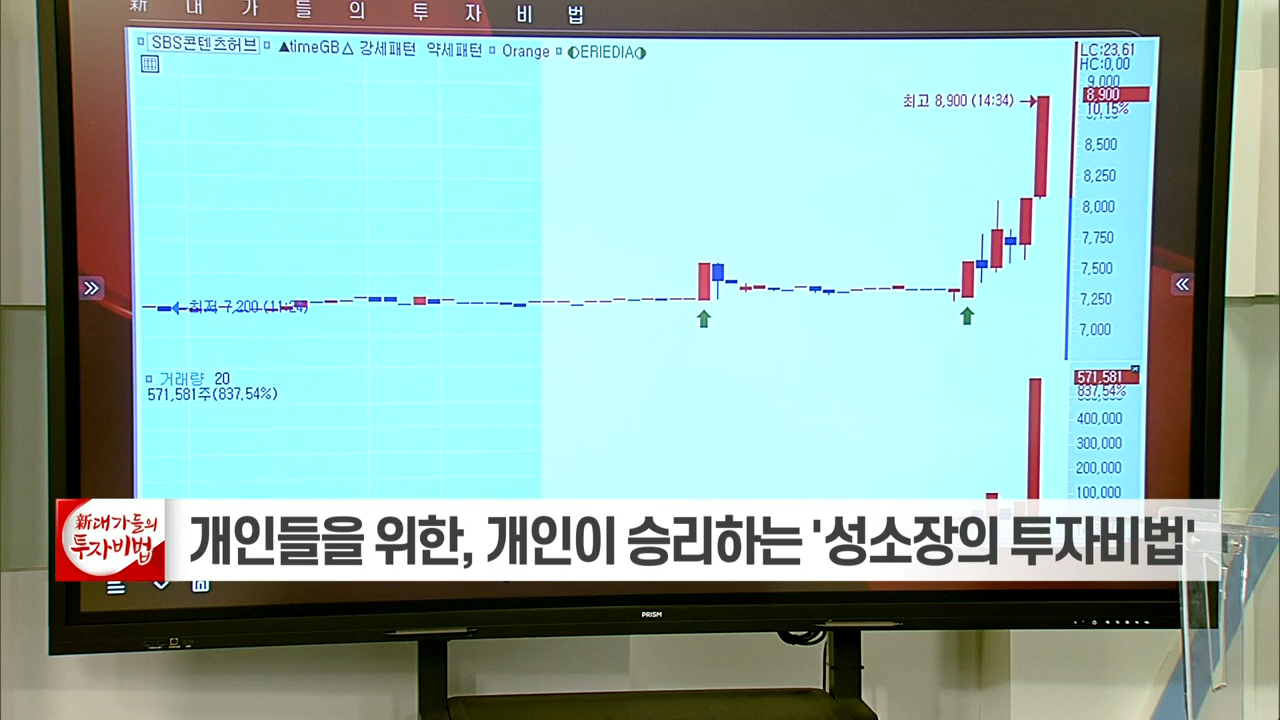 新 대 가 들 의 투 자 비 법
SBS콘텐츠허브 ▲timeGB△ 강세패턴 약세패턴 Orange ◐ERIEDIA◑
LC:23,61
HC:0,00
9,000
8,900
10,15%
최고 8,900 (14:34)
8,500
8,250
8,000
7,750
7,500
7,250
7,000
최저 7,200 (11:24)
거래량 20
571,581주(837,54%)
571,581
837,54%
400,000
300,000
200,000
100,000
新대가들의
투자비법
개인들을 위한, 개인이 승리하는 '성소장의 투자비법'
PRISM